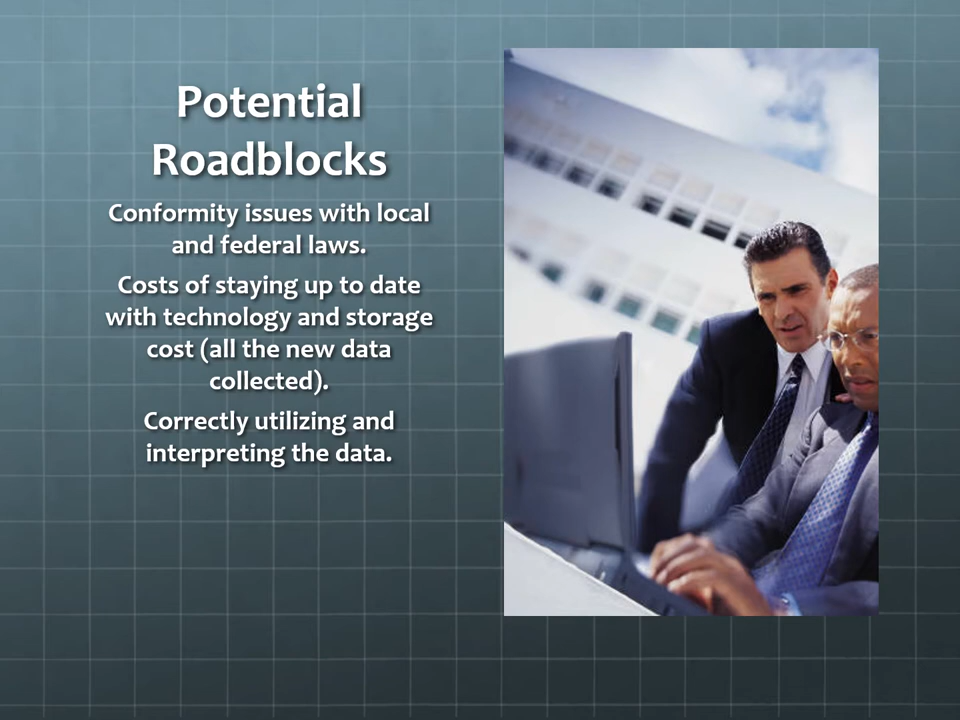 Potential
Roadblocks
Conformity issues with local
and federal laws.
Costs of staying up to date
with technology and storage
cost (all the new data
collected).
Correctly utilizing and
interpreting the data.